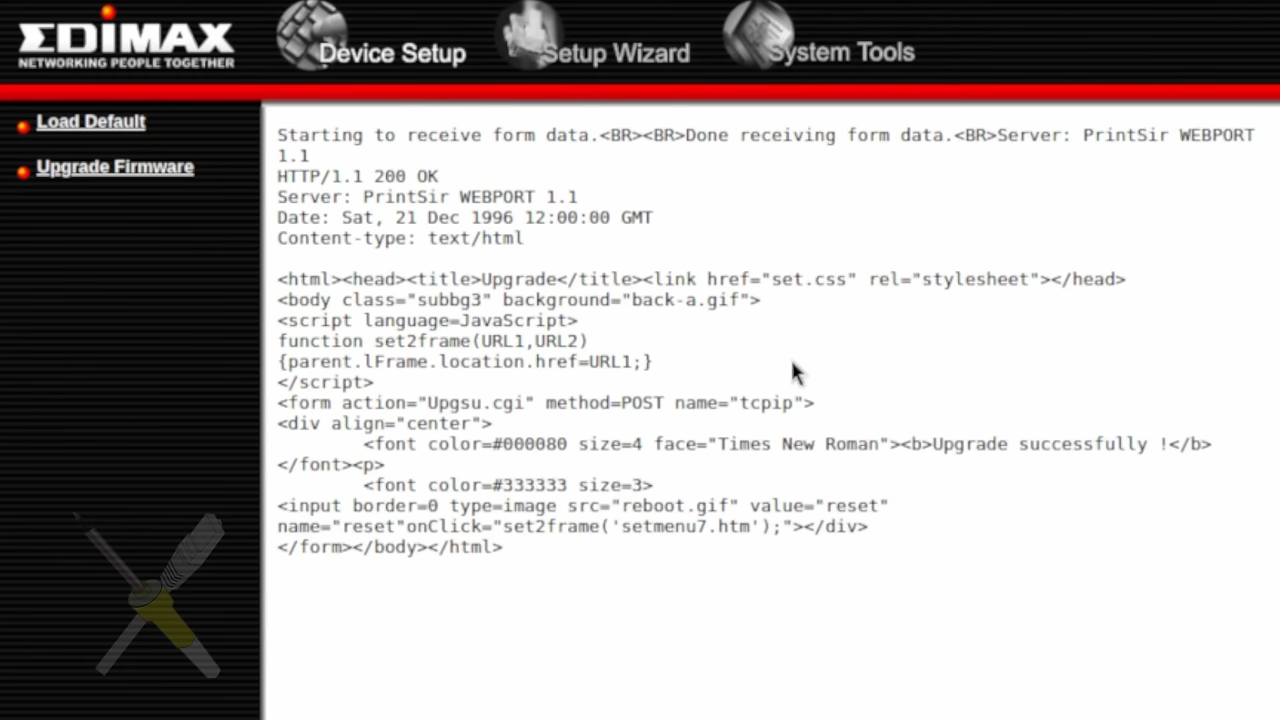 EDIMAX
NETWORKING PEOPLE TOGETHER
Device Setup
Setup Wizard
System Tools
Load Default
Upgrade Firmware
Starting to receive form data.<BR><BR>Done receiving form data.<BR>Server: PrintSir WEBPORT
1.1
HTTP/1.1 200 OK
Server: PrintSir WEBPORT 1.1
Date: Sat, 21 Dec 1996 12:00:00 GMT
Content-type: text/html

<html><head><title>Upgrade</title><link href="set.css" rel="stylesheet"></head>
<body class="subbg3" background="back-a.gif">
<script language=JavaScript>
function set2frame(URL1,URL2)
{parent.lFrame.location.href=URL1;}
</script>
<form action="Upgsu.cgi" method=POST name="tcpip">
<div align="center">
        <font color=#000080 size=4 face="Times New Roman"><b>Upgrade successfully !</b>
</font><p>
        <font color=#333333 size=3>
<input border=0 type=image src="reboot.gif" value="reset"
name="reset"onClick="set2frame('setmenu7.htm');"></div>
</form></body></html>